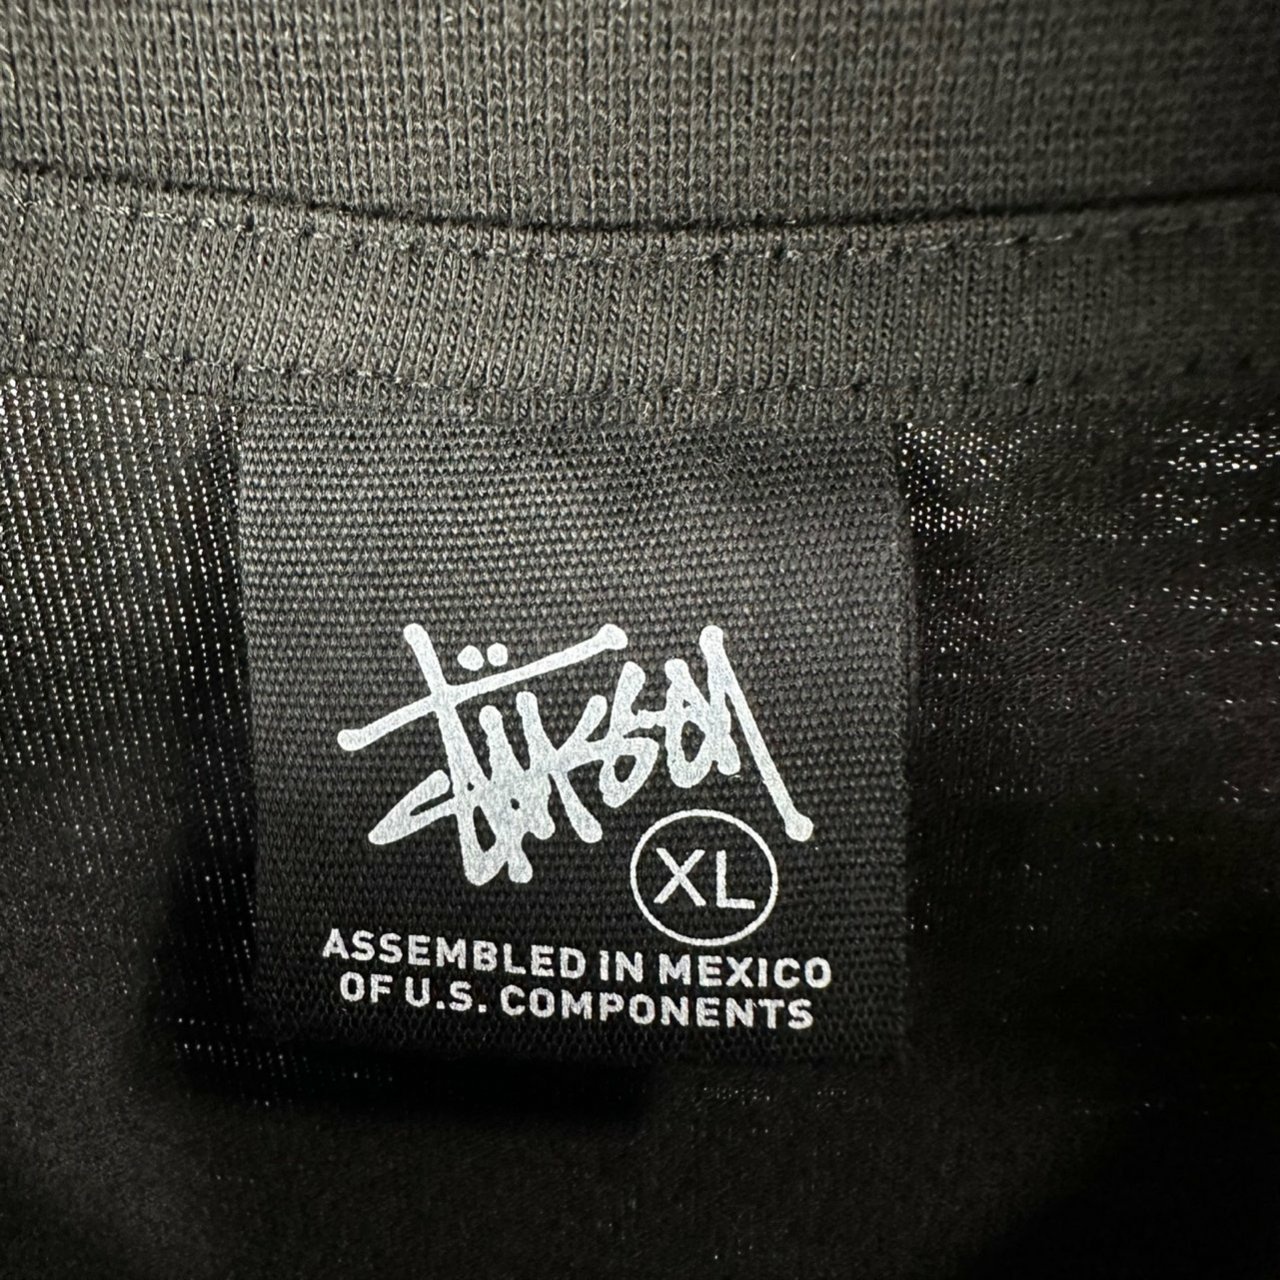 Stüssy
XL
ASSEMBLED IN MEXICO
OF U.S. COMPONENTS